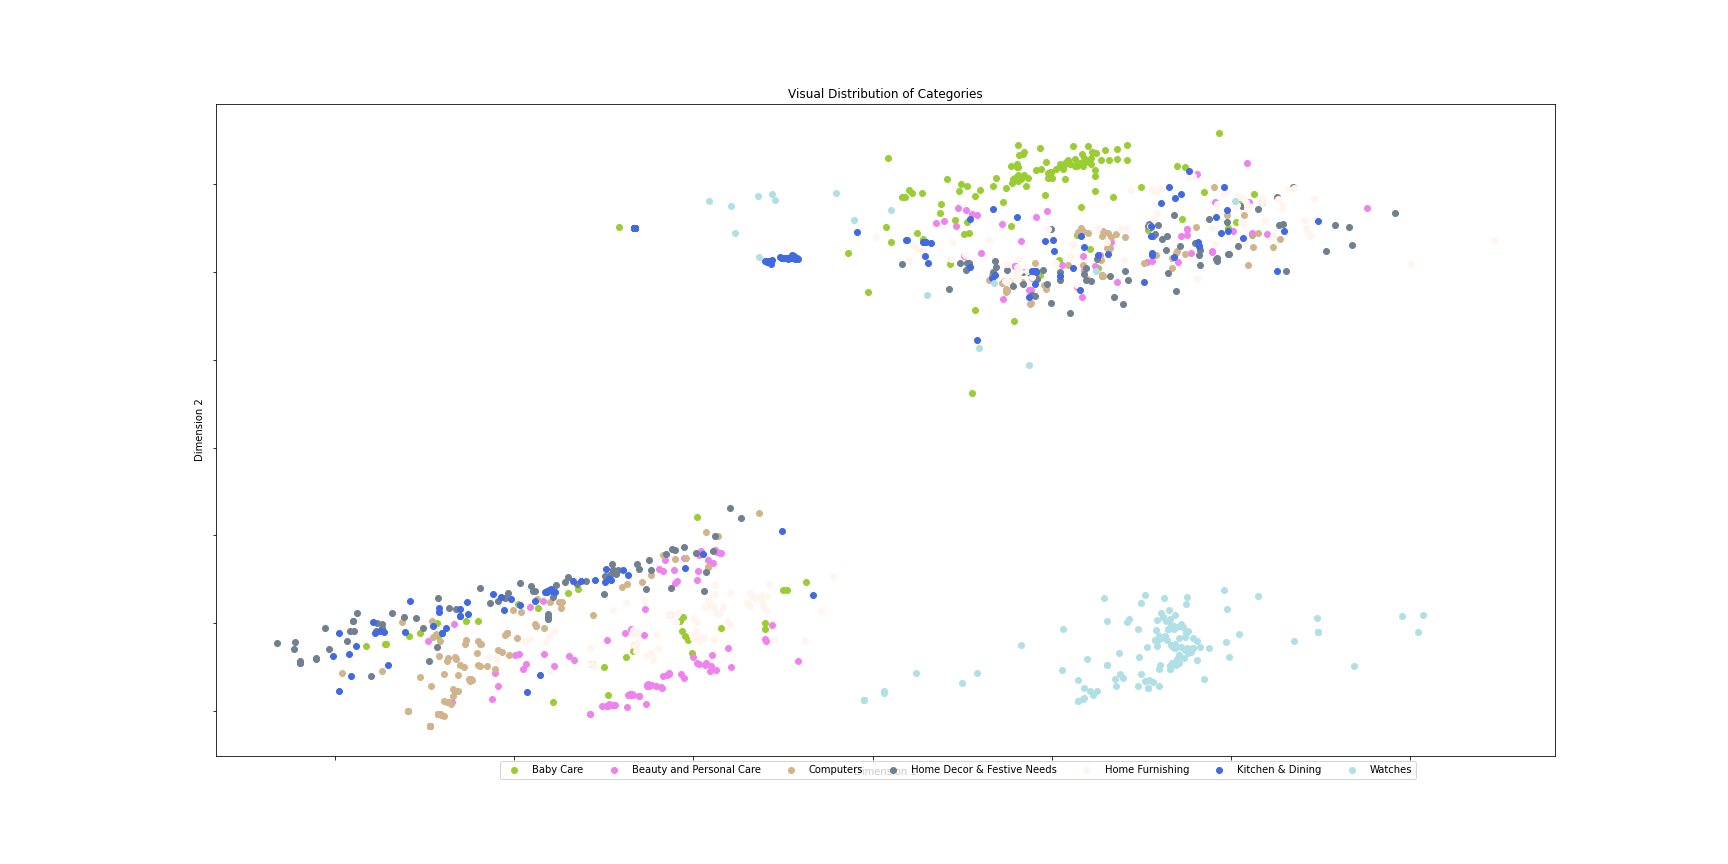 Visual Distribution of Categories
Dimension 2
Baby Care Beauty and Personal Care Computers Home Decor & Festive Needs Home Furnishing Kitchen & Dining Watches